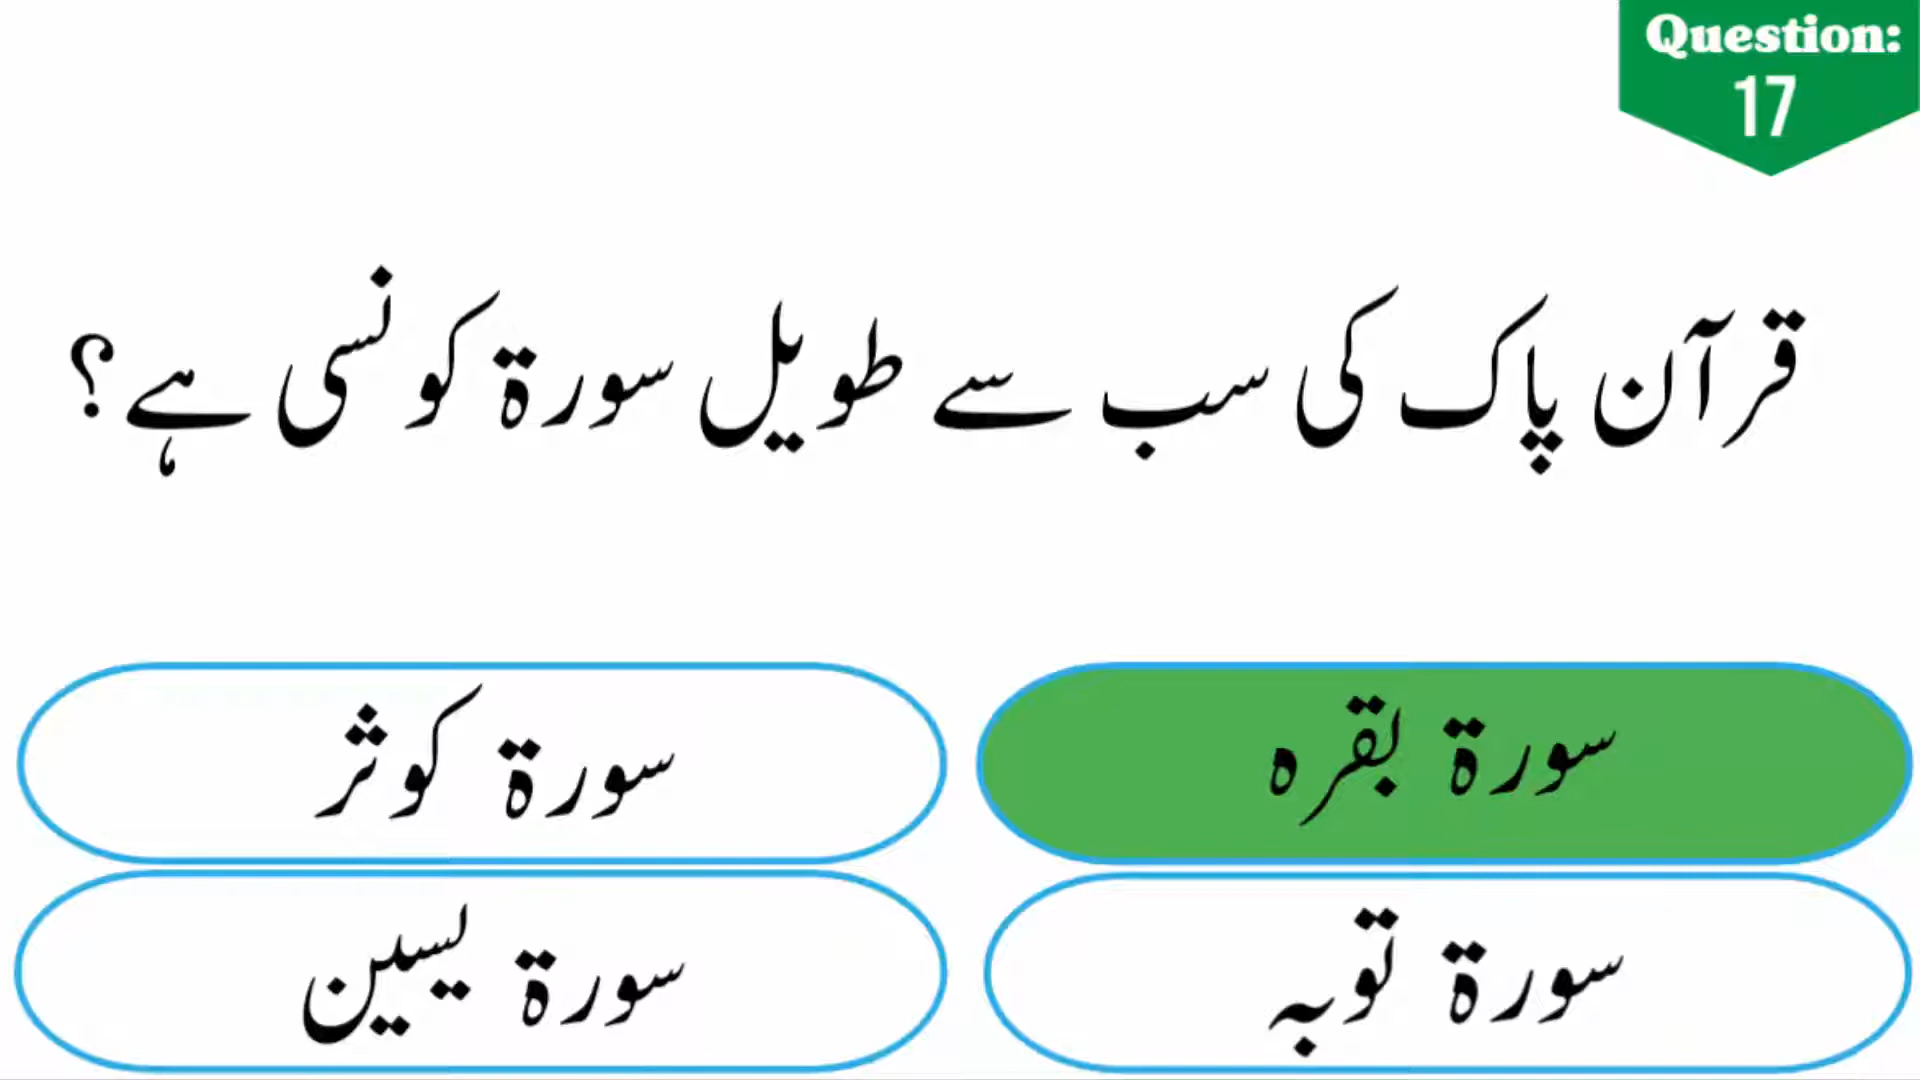 Question:
17
قرآن پاک کی سب سے طویل سورۃ کونسی ہے؟
سورۃ بقرہ
سورۃ کوثر
سورۃ توبہ
سورۃ یسین